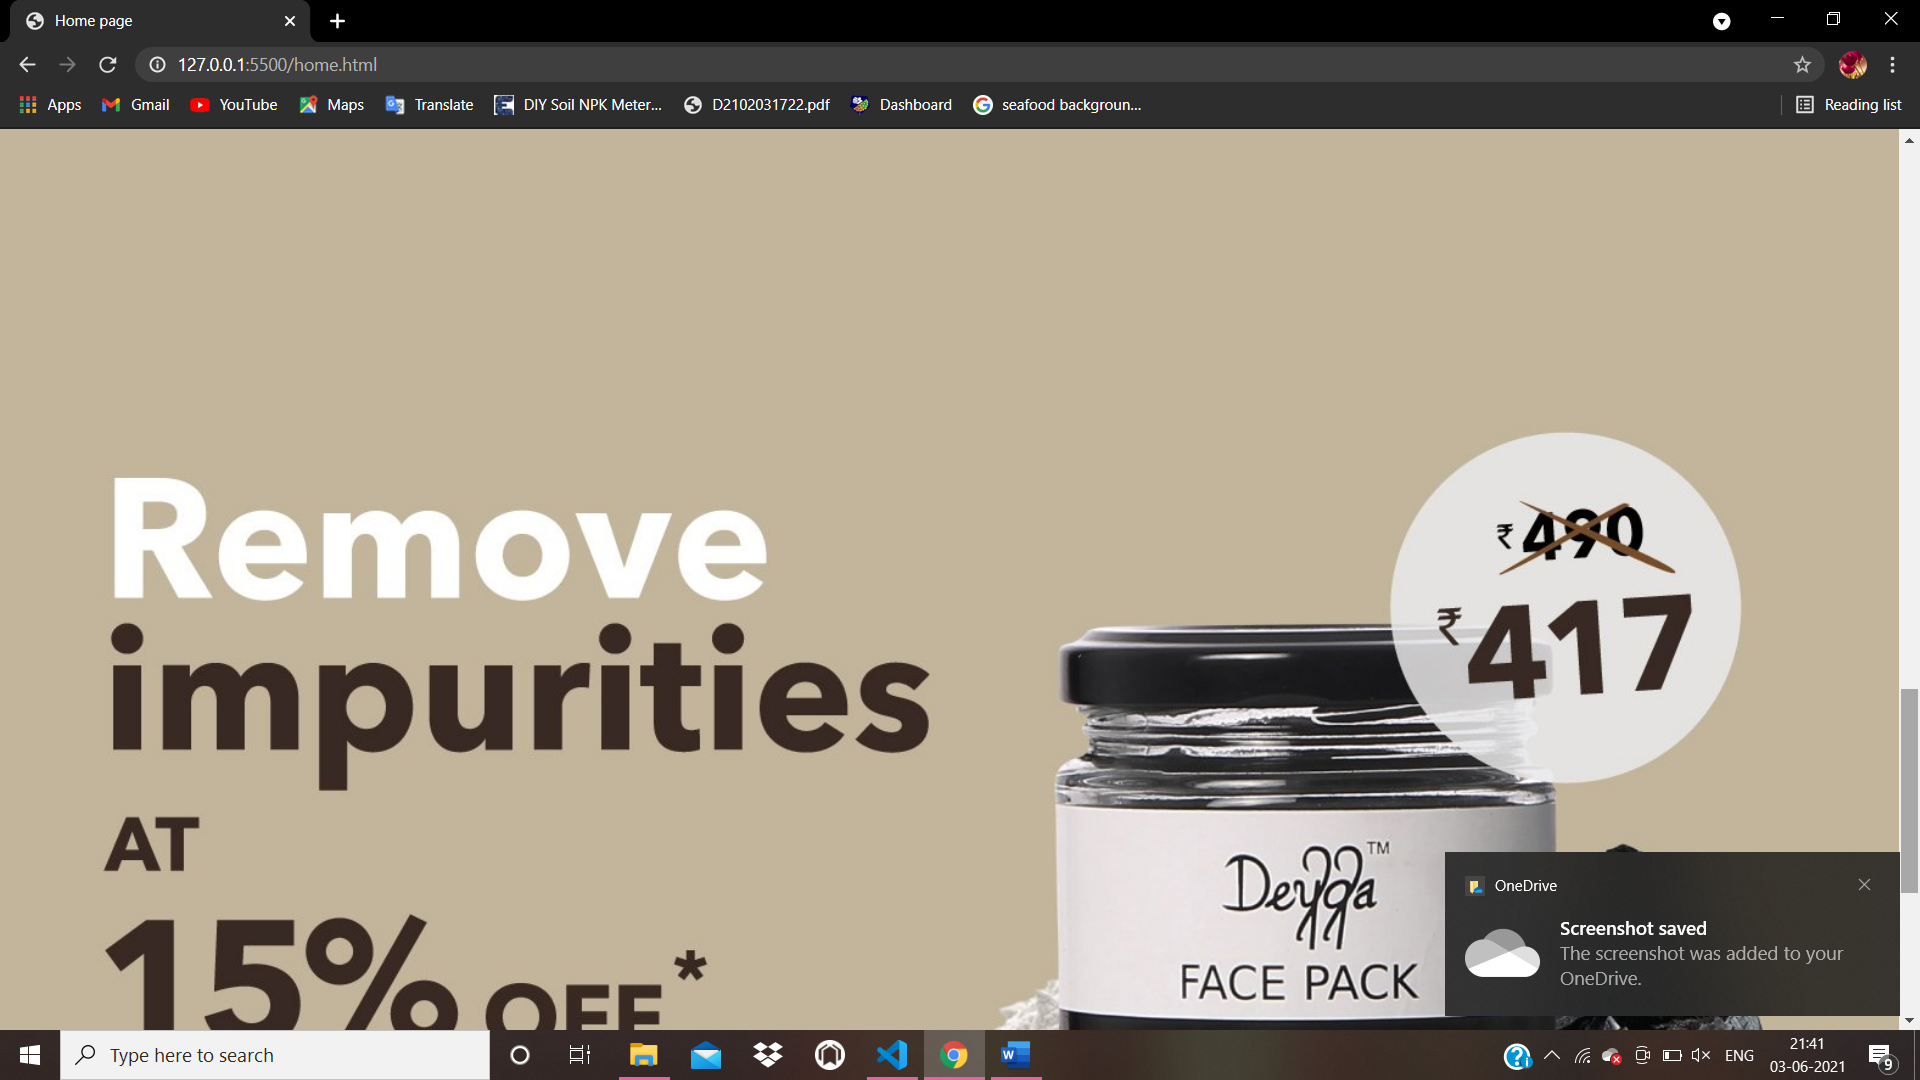 Home page
127.0.0.1:5500/home.html
Apps
Gmail
YouTube
Maps
Translate
DIY Soil NPK Meter...
D2102031722.pdf
Dashboard
seafood backgroun...
Reading list
Remove
impurities
AT
15% OFF*
₹490
₹417
Deyga™
FACE PACK
OneDrive
Screenshot saved
The screenshot was added to your
OneDrive.
Type here to search
ENG
21:41
03-06-2021
9